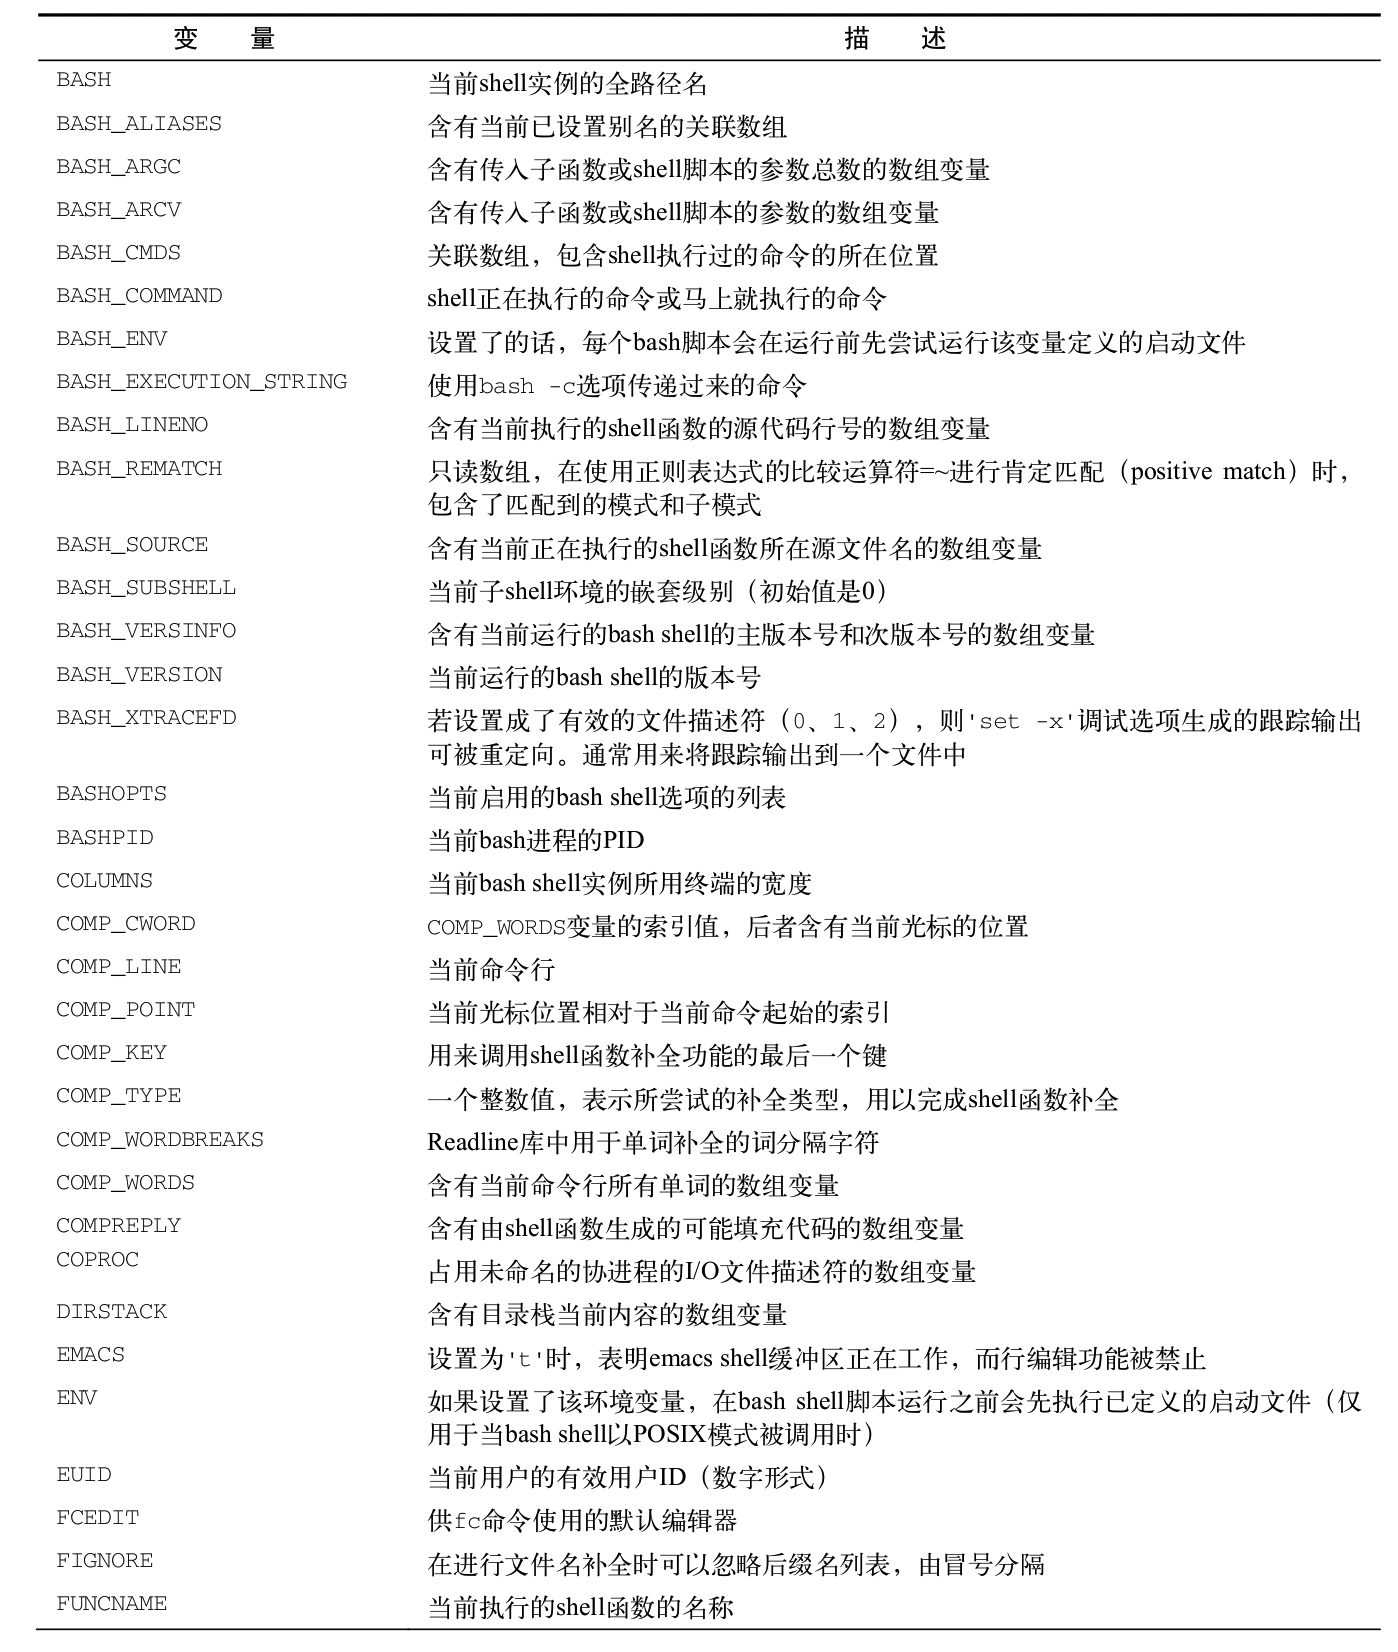 变 量 描 述
BASH 当前shell实例的全路径名
BASH_ALIASES 含有当前已设置别名的关联数组
BASH_ARGC 含有传入子函数或shell脚本的参数总数的数组变量
BASH_ARCV 含有传入子函数或shell脚本的参数的数组变量
BASH_CMDS 关联数组，包含shell执行过的命令的所在位置
BASH_COMMAND shell正在执行的命令或马上就执行的命令
BASH_ENV 设置了的话，每个bash脚本会在运行前先尝试运行该变量定义的启动文件
BASH_EXECUTION_STRING 使用bash -c选项传递过来的命令
BASH_LINENO 含有当前执行的shell函数的源代码行号的数组变量
BASH_REMATCH 只读数组，在使用正则表达式的比较运算符=~进行肯定匹配（positive match）时，
包含了匹配到的模式和子模式
BASH_SOURCE 含有当前正在执行的shell函数所在源文件名的数组变量
BASH_SUBSHELL 当前子shell环境的嵌套级别（初始值是0）
BASH_VERSINFO 含有当前运行的bash shell的主版本号和次版本号的数组变量
BASH_VERSION 当前运行的bash shell的版本号
BASH_XTRACEFD 若设置成了有效的文件描述符（0、1、2），则'set -x'调试选项生成的跟踪输出
可被重定向。通常用来将跟踪输出到一个文件中
BASHOPTS 当前启用的bash shell选项的列表
BASHPID 当前bash进程的PID
COLUMNS 当前bash shell实例所用终端的宽度
COMP_CWORD COMP_WORDS变量的索引值，后者含有当前光标的位置
COMP_LINE 当前命令行
COMP_POINT 当前光标位置相对于当前命令起始的索引
COMP_KEY 用来调用shell函数补全功能的最后一个键
COMP_TYPE 一个整数值，表示所尝试的补全类型，用以完成shell函数补全
COMP_WORDBREAKS Readline库中用于单词补全的词分隔字符
COMP_WORDS 含有当前命令行所有单词的数组变量
COMPREPLY 含有由shell函数生成的可能填充代码的数组变量
COPROC 占用未命名的协进程的I/O文件描述符的数组变量
DIRSTACK 含有目录栈当前内容的数组变量
EMACS 设置为't'时，表明emacs shell缓冲区正在工作，而行编辑功能被禁止
ENV 如果设置了该环境变量，在bash shell脚本运行之前会先执行已定义的启动文件（仅
用于当bash shell以POSIX模式被调用时）
EUID 当前用户的有效用户ID（数字形式）
FCEDIT 供fc命令使用的默认编辑器
FIGNORE 在进行文件名补全时可以忽略后缀名列表，由冒号分隔
FUNCNAME 当前执行的shell函数的名称